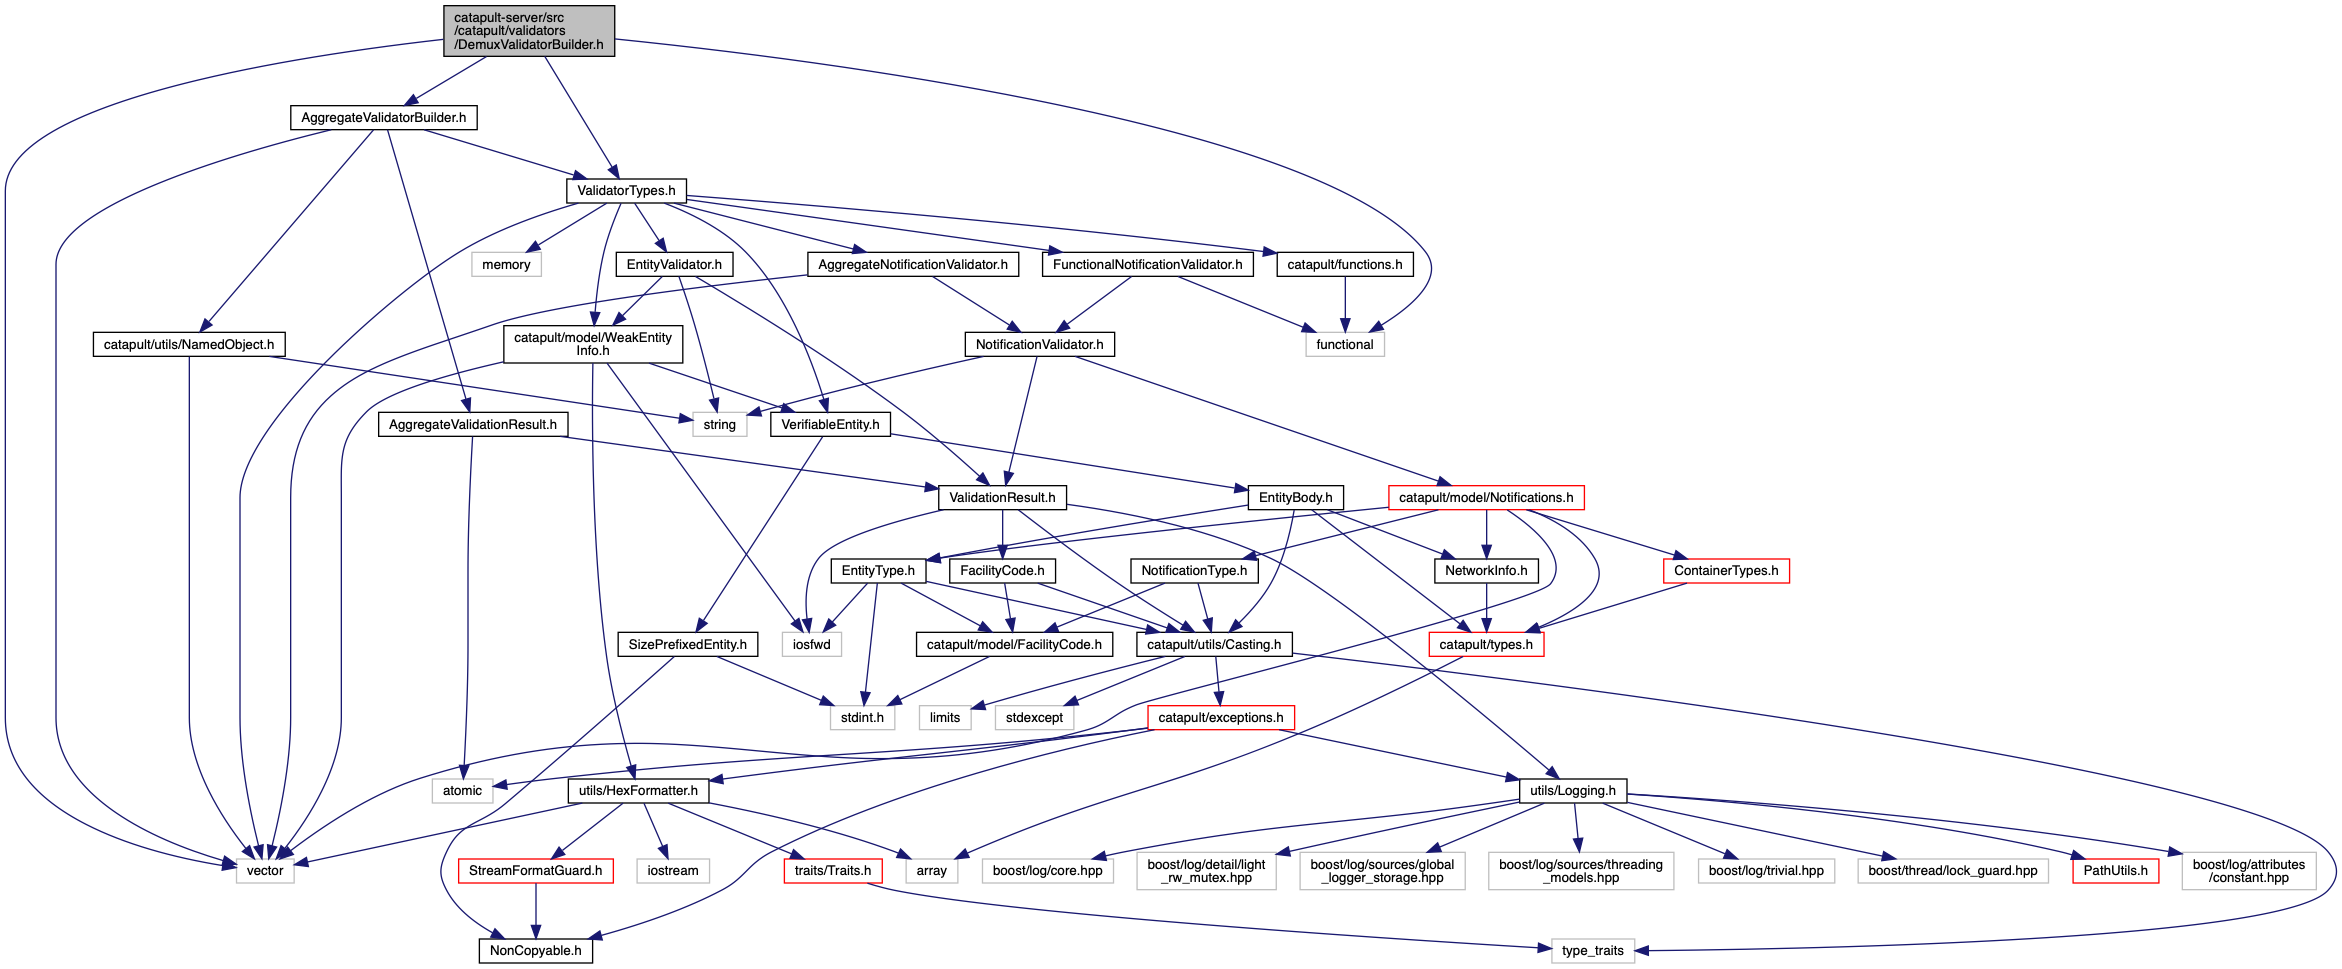 catapult-server/src
/catapult/validators
/DemuxValidatorBuilder.h
AggregateValidatorBuilder.h
ValidatorTypes.h
memory
EntityValidator.h
AggregateNotificationValidator.h
FunctionalNotificationValidator.h
catapult/functions.h
catapult/utils/NamedObject.h
catapult/model/WeakEntity
Info.h
NotificationValidator.h
functional
AggregateValidationResult.h
string
VerifiableEntity.h
ValidationResult.h
EntityBody.h
catapult/model/Notifications.h
EntityType.h
FacilityCode.h
NotificationType.h
NetworkInfo.h
ContainerTypes.h
SizePrefixedEntity.h
iosfwd
catapult/model/FacilityCode.h
catapult/utils/Casting.h
catapult/types.h
stdint.h
limits
stdexcept
catapult/exceptions.h
atomic
utils/HexFormatter.h
utils/Logging.h
vector
StreamFormatGuard.h
iostream
traits/Traits.h
array
boost/log/core.hpp
boost/log/detail/light
_rw_mutex.hpp
boost/log/sources/global
_logger_storage.hpp
boost/log/sources/threading
_models.hpp
boost/log/trivial.hpp
boost/thread/lock_guard.hpp
PathUtils.h
boost/log/attributes
/constant.hpp
NonCopyable.h
type_traits